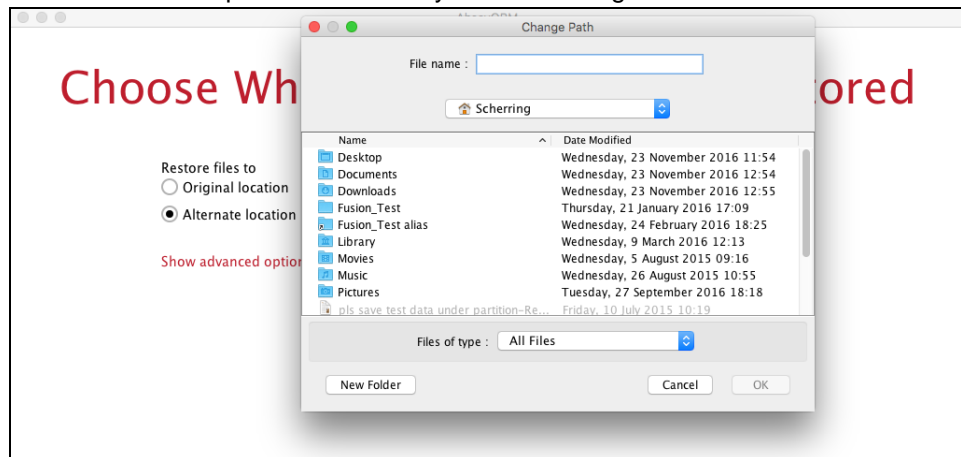 Change Path
File name :
Choose Wh
ored
Scherring
Name
Date Modified
Desktop
Wednesday, 23 November 2016 11:54
Restore files to
Documents
Wednesday, 23 November 2016 12:54
Original location
Downloads
Wednesday, 23 November 2016 12:55
Fusion_Test
Thursday, 21 January 2016 17:09
Alternate location
Fusion_Test alias
Wednesday, 24 February 2016 18:25
Library
Wednesday, 9 March 2016 12:13
Show advanced option
Movies
Wednesday, 5 August 2015 09:16
Music
Wednesday, 26 August 2015 10:55
Pictures
Tuesday, 27 September 2016 18:18
pls save test data under partition-Re...
Friday, 10 July 2015 10:19
Files of type :
All Files
New Folder
Cancel
OK